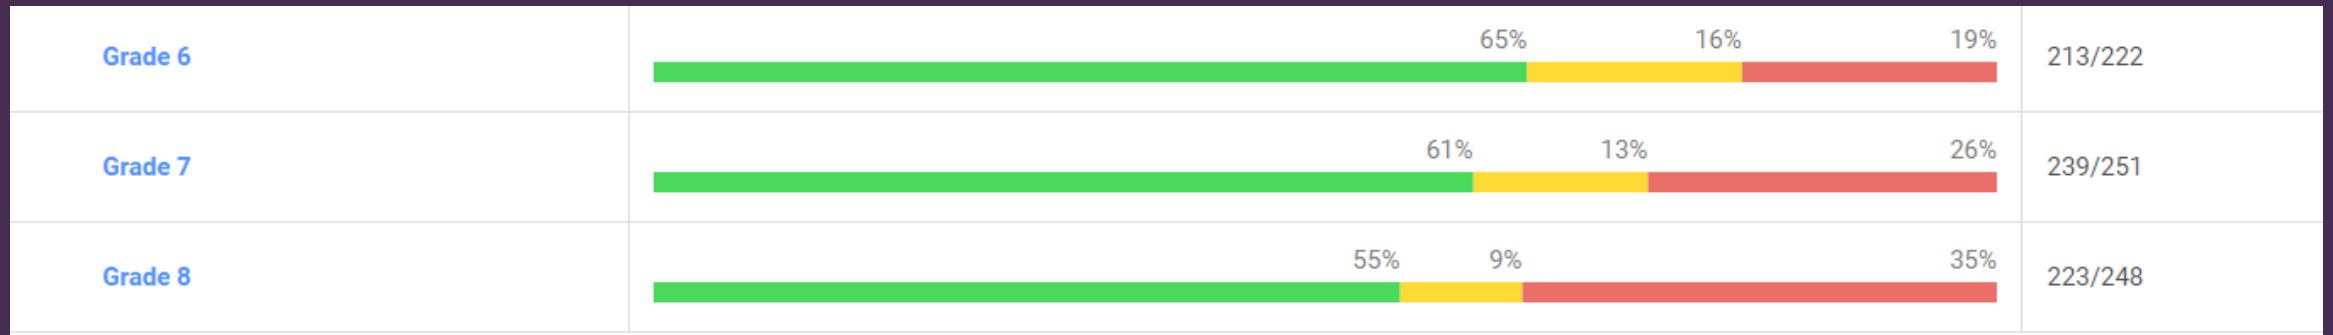 65% 16% 19%
Grade 6 213/222
61% 13% 26%
Grade 7 239/251
55% 9% 35%
Grade 8 223/248